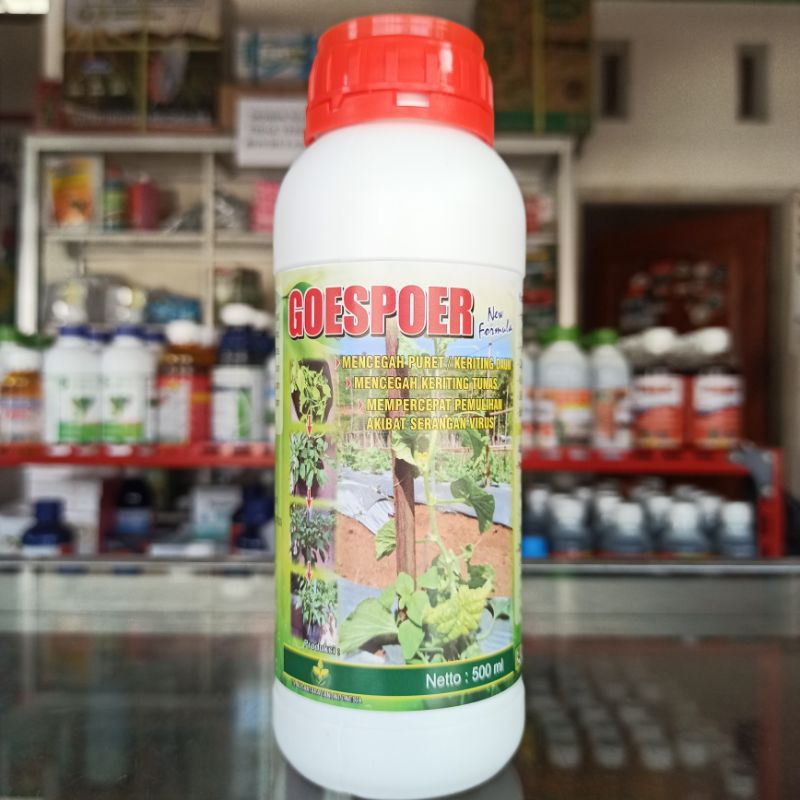 GOESPOER
New
Formula
MENCEGAH PURET / KERITING DAUN
MENCEGAH KERITING TUNAS
MEMPERCEPAT PEMULIHAN
AKIBAT SERANGAN VIRUS
Produksi :
Netto : 500 ml